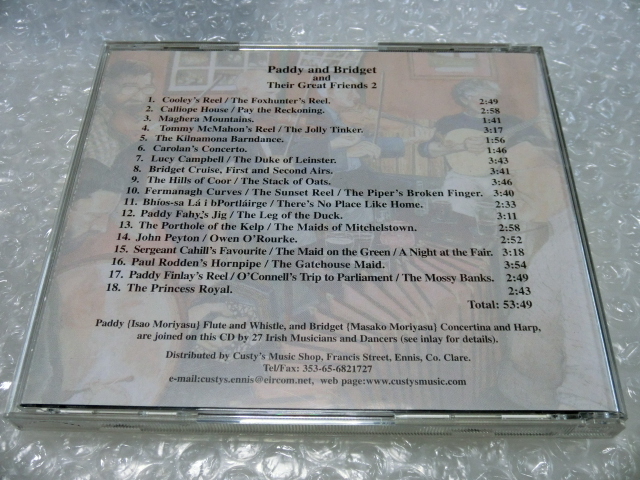 Paddy and Bridget
and
Their Great Friends 2
1. Cooley's Reel / The Foxhunter's Reel. 2:49
2. Calliope House / Pay the Reckoning. 2:58
3. Maghera Mountains. 1:41
4. Tommy McMahon's Reel / The Jolly Tinker. 3:17
5. The Kilnamona Barndance. 1:56
6. Carolan's Concerto. 1:46
7. Lucy Campbell / The Duke of Leinster. 3:43
8. Bridget Cruise, First and Second Airs. 3:41
9. The Hills of Coor / The Stack of Oats. 3:46
10. Fermanagh Curves / The Sunset Reel / The Piper's Broken Finger. 3:40
11. Bhíos-sa Lá i bPortláirge / There's No Place Like Home. 2:33
12. Paddy Fahy's Jig / The Leg of the Duck. 3:11
13. The Porthole of the Kelp / The Maids of Mitchelstown. 2:58
14. John Peyton / Owen O'Rourke. 2:52
15. Sergeant Cahill's Favourite / The Maid on the Green / A Night at the Fair. 3:18
16. Paul Rodden's Hornpipe / The Gatehouse Maid. 3:54
17. Paddy Finlay's Reel / O'Connell's Trip to Parliament / The Mossy Banks. 2:49
18. The Princess Royal. 2:43
Total: 53:49
Paddy {Isao Moriyasu} Flute and Whistle, and Bridget {Masako Moriyasu} Concertina and Harp,
are joined on this CD by 27 Irish Musicians and Dancers (see inlay for details).
Distributed by Custy's Music Shop, Francis Street, Ennis, Co. Clare.
Tel/Fax: 353-65-6821727
e-mail:custys.ennis@eircom.net, web page:www.custysmusic.com